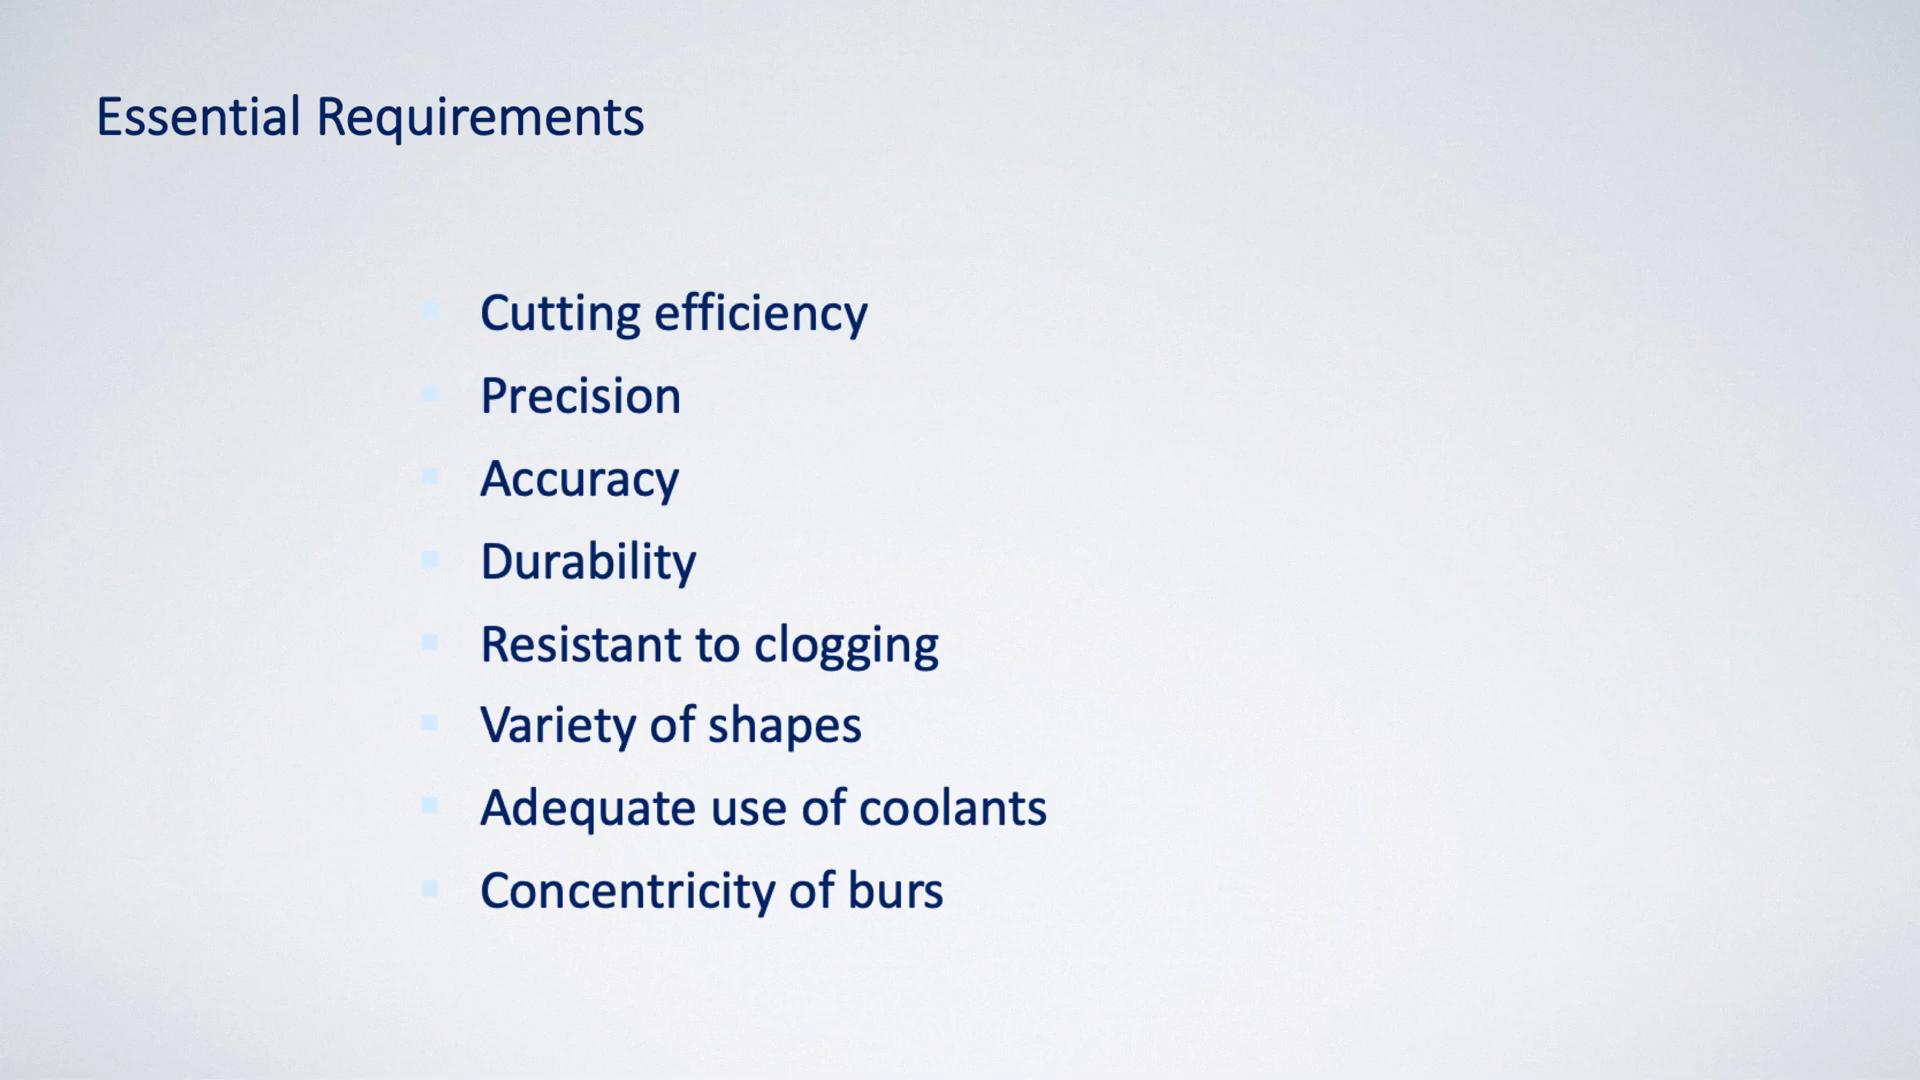 Essential Requirements
Cutting efficiency
Precision
Accuracy
Durability
Resistant to clogging
Variety of shapes
Adequate use of coolants
Concentricity of burs